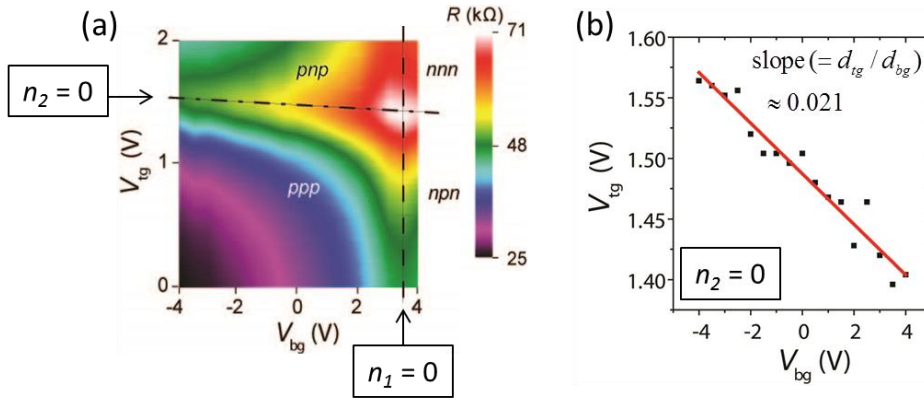 (a)
R (kΩ)
71
48
25
2
1
0
V_tg (V)
-4 -2 0 2 4
V_bg (V)
pnp
nnn
ppp
npn
n₂ = 0
n₁ = 0
(b)
1.60
1.55
1.50
1.45
1.40
V_tg (V)
slope (= d_tg / d_bg)
≈ 0.021
n₂ = 0
-4 -2 0 2 4
V_bg (V)